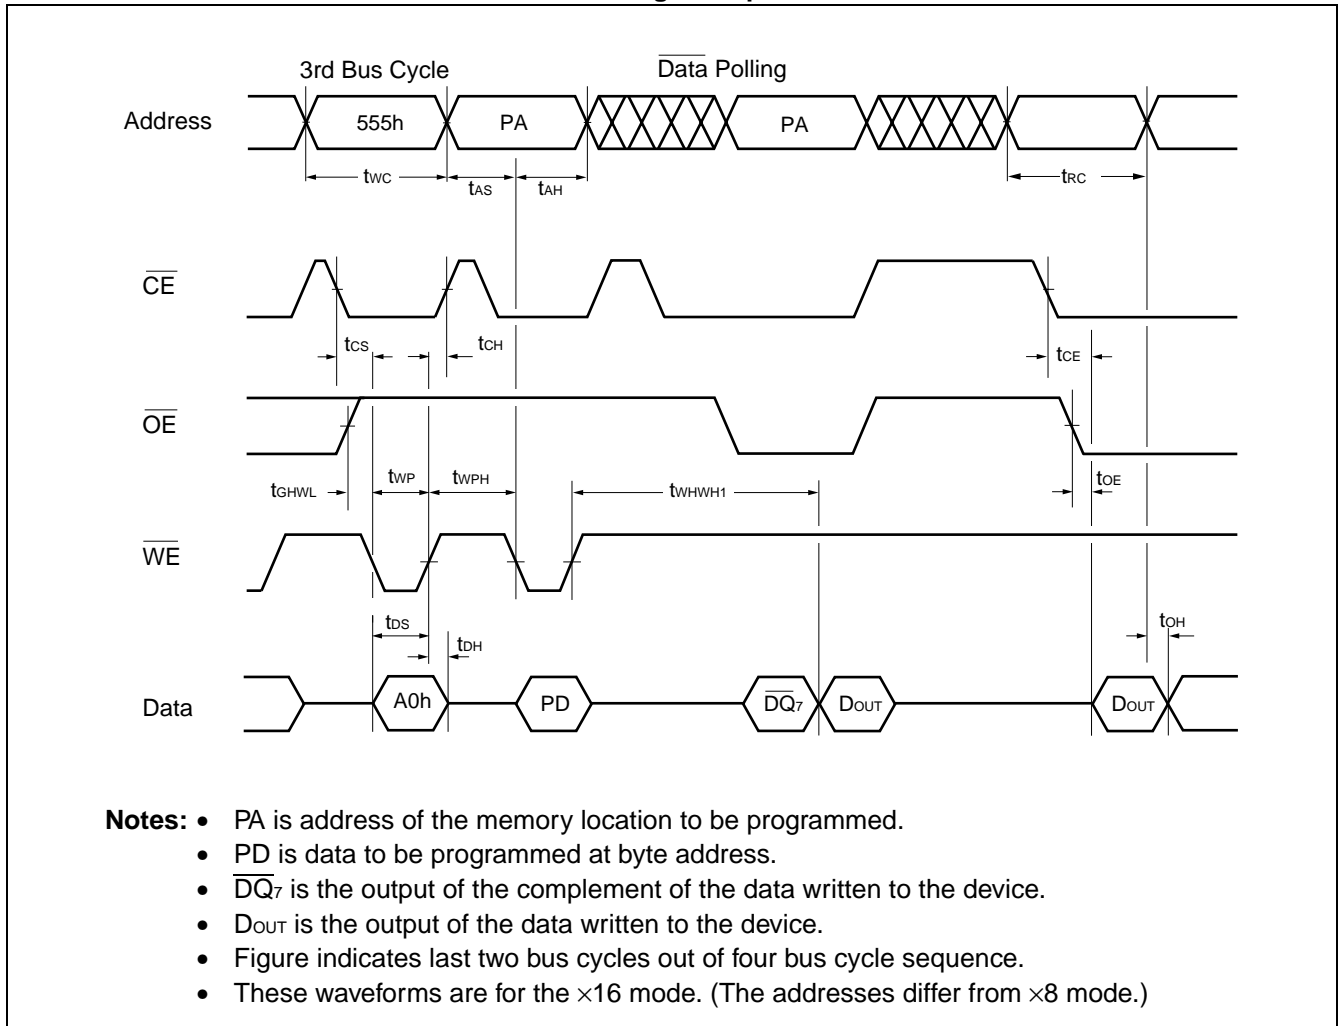 3rd Bus Cycle
Data Polling
Address
555h
PA
PA
tWC
tAS
tAH
tRC
CE
tCS
tCH
tCE
OE
tGHWL
tWP
tWPH
tWHWH1
tOE
WE
tDS
tDH
tOH
Data
A0h
PD
DQ7
DOUT
DOUT
Notes: • PA is address of the memory location to be programmed.
• PD is data to be programmed at byte address.
• DQ7 is the output of the complement of the data written to the device.
• DOUT is the output of the data written to the device.
• Figure indicates last two bus cycles out of four bus cycle sequence.
• These waveforms are for the ×16 mode. (The addresses differ from ×8 mode.)